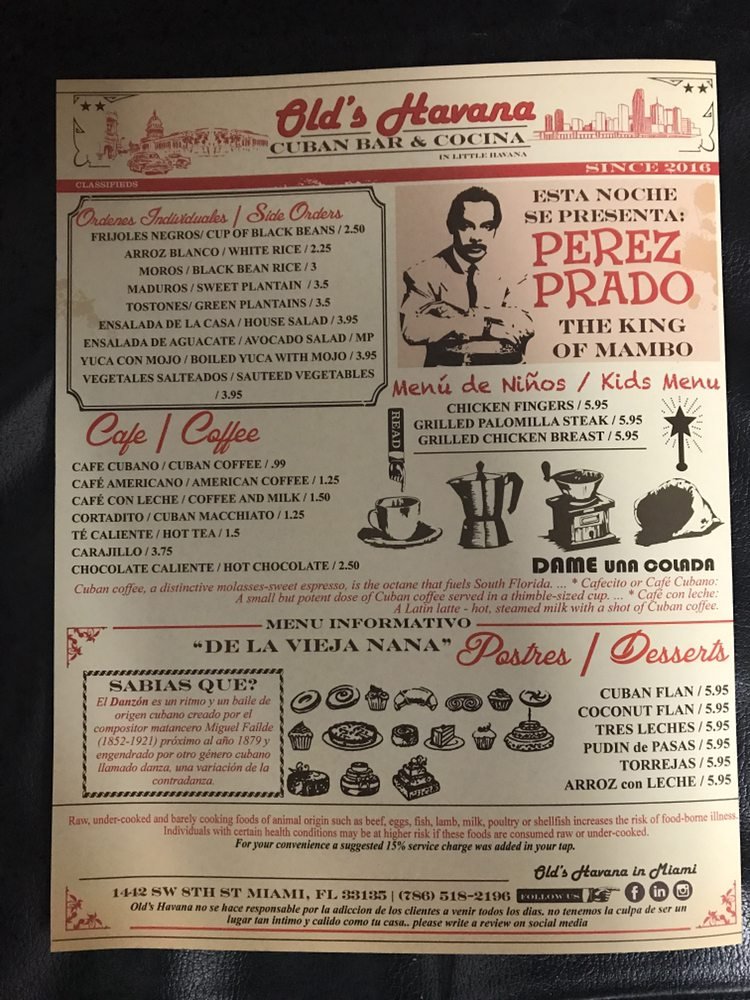 Old's Havana
CUBAN BAR & COCINA
IN LITTLE HAVANA
SINCE 2016
CLASSIFIEDS
Ordenes Individuales / Side Orders
FRIJOLES NEGROS/ CUP OF BLACK BEANS / 2.50
ARROZ BLANCO / WHITE RICE / 2.25
MOROS / BLACK BEAN RICE / 3
MADUROS / SWEET PLANTAIN / 3.5
TOSTONES/ GREEN PLANTAINS / 3.5
ENSALADA DE LA CASA / HOUSE SALAD / 3.95
ENSALADA DE AGUACATE / AVOCADO SALAD / MP
YUCA CON MOJO / BOILED YUCA WITH MOJO / 3.95
VEGETALES SALTEADOS / SAUTEED VEGETABLES
/ 3.95
ESTA NOCHE
SE PRESENTA:
PEREZ
PRADO
THE KING
OF MAMBO
Menú de Niños / Kids Menu
CHICKEN FINGERS / 5.95
GRILLED PALOMILLA STEAK / 5.95
GRILLED CHICKEN BREAST / 5.95
READ
Cafe / Coffee
CAFE CUBANO / CUBAN COFFEE / .99
CAFÉ AMERICANO / AMERICAN COFFEE / 1.25
CAFÉ CON LECHE / COFFEE AND MILK / 1.50
CORTADITO / CUBAN MACCHIATO / 1.25
TÉ CALIENTE / HOT TEA / 1.5
CARAJILLO / 3.75
CHOCOLATE CALIENTE / HOT CHOCOLATE / 2.50
DAME UNA COLADA
Cuban coffee, a distinctive molasses-sweet espresso, is the octane that fuels South Florida. ... * Cafecito or Café Cubano:
A small but potent dose of Cuban coffee served in a thimble-sized cup. ... * Café con leche:
A Latin latte - hot, steamed milk with a shot of Cuban coffee.
MENU INFORMATIVO
"DE LA VIEJA NANA"
Postres / Desserts
SABIAS QUE?
El Danzón es un ritmo y un baile de
origen cubano creado por el
compositor matancero Miguel Faílde
(1852-1921) próximo al año 1879 y
engendrado por otro género cubano
llamado danza, una variación de la
contradanza.
CUBAN FLAN / 5.95
COCONUT FLAN / 5.95
TRES LECHES / 5.95
PUDIN de PASAS / 5.95
TORREJAS / 5.95
ARROZ con LECHE / 5.95
Raw, under-cooked and barely cooking foods of animal origin such as beef, eggs, fish, lamb, milk, poultry or shellfish increases the risk of food-borne illness.
Individuals with certain health conditions may be at higher risk if these foods are consumed raw or under-cooked.
For your convenience a suggested 15% service charge was added in your tap.
Old's Havana in Miami
1442 SW 8TH ST MIAMI, FL 33135 | (786) 518-2196 FOLLOW US
Old's Havana no se hace responsable por la adiccion de los clientes a venir todos los dias. no tenemos la culpa de ser un
lugar tan intimo y calido como tu casa.. please write a review on social media